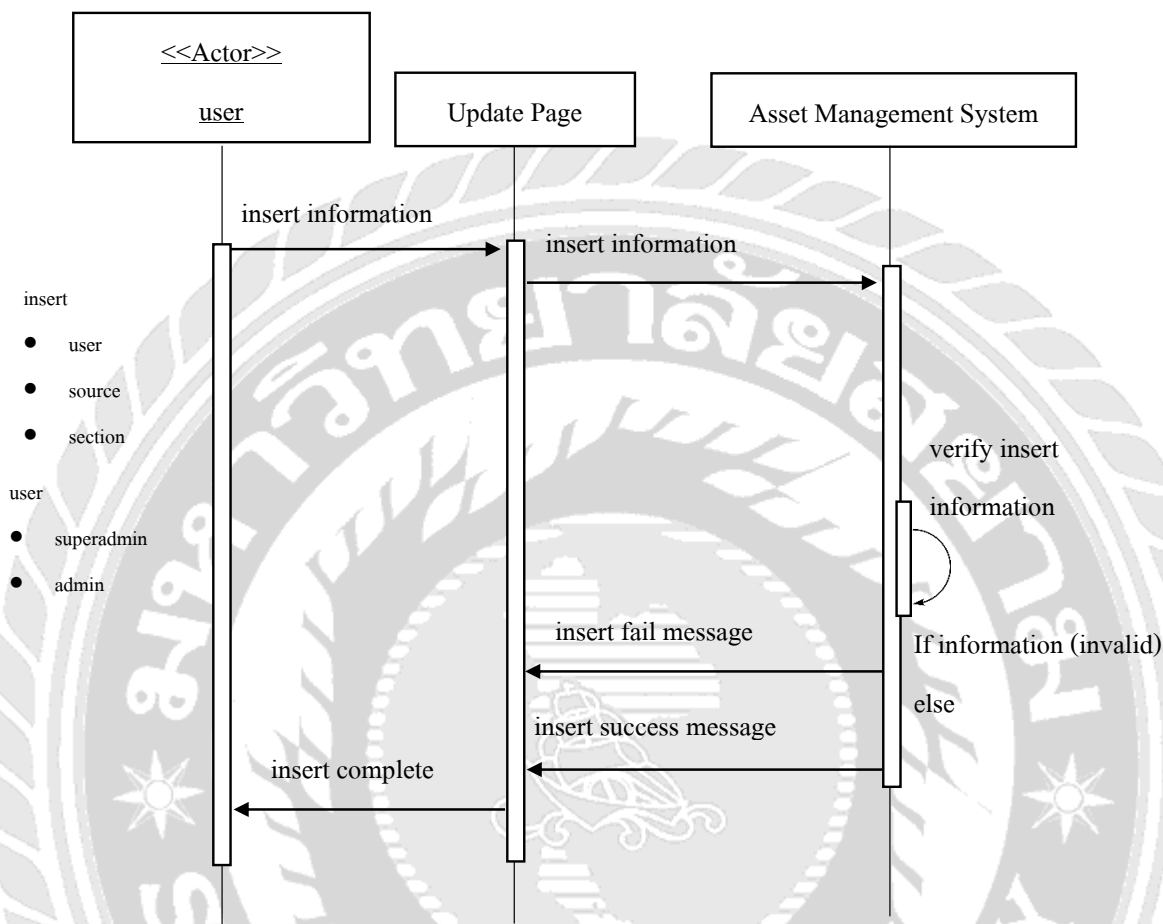 <<Actor>>
user
Update Page
Asset Management System
insert information
insert information
insert
• user
• source
• section
user
• superadmin
• admin
verify insert
information
insert fail message
If information (invalid)
else
insert success message
insert complete